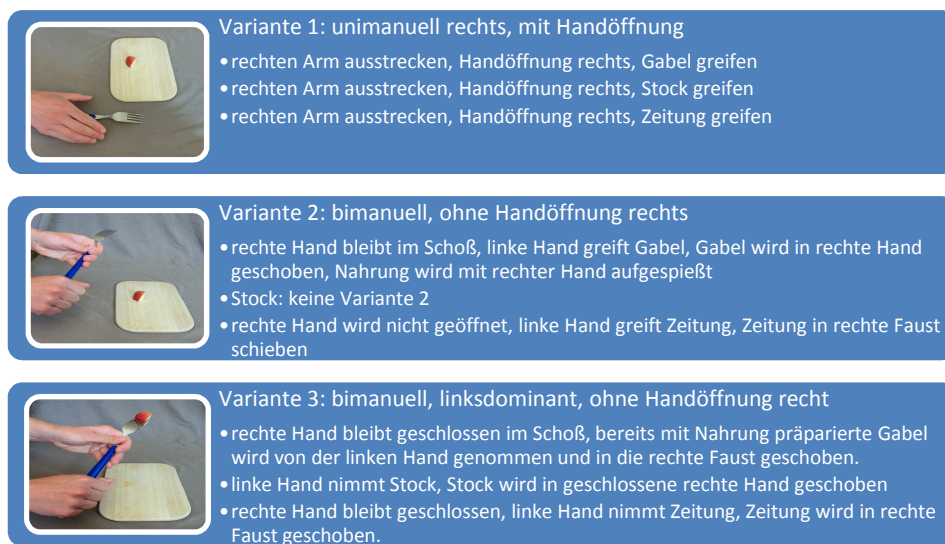 Variante 1: unimanuell rechts, mit Handöffnung
•rechten Arm ausstrecken, Handöffnung rechts, Gabel greifen
•rechten Arm ausstrecken, Handöffnung rechts, Stock greifen
•rechten Arm ausstrecken, Handöffnung rechts, Zeitung greifen
Variante 2: bimanuell, ohne Handöffnung rechts
•rechte Hand bleibt im Schoß, linke Hand greift Gabel, Gabel wird in rechte Hand
geschoben, Nahrung wird mit rechter Hand aufgespießt
•Stock: keine Variante 2
•rechte Hand wird nicht geöffnet, linke Hand greift Zeitung, Zeitung in rechte Faust
schieben
Variante 3: bimanuell, linksdominant, ohne Handöffnung recht
•rechte Hand bleibt geschlossen im Schoß, bereits mit Nahrung präparierte Gabel
wird von der linken Hand genommen und in die rechte Faust geschoben.
•linke Hand nimmt Stock, Stock wird in geschlossene rechte Hand geschoben
•rechte Hand bleibt geschlossen, linke Hand nimmt Zeitung, Zeitung wird in rechte
Faust geschoben.